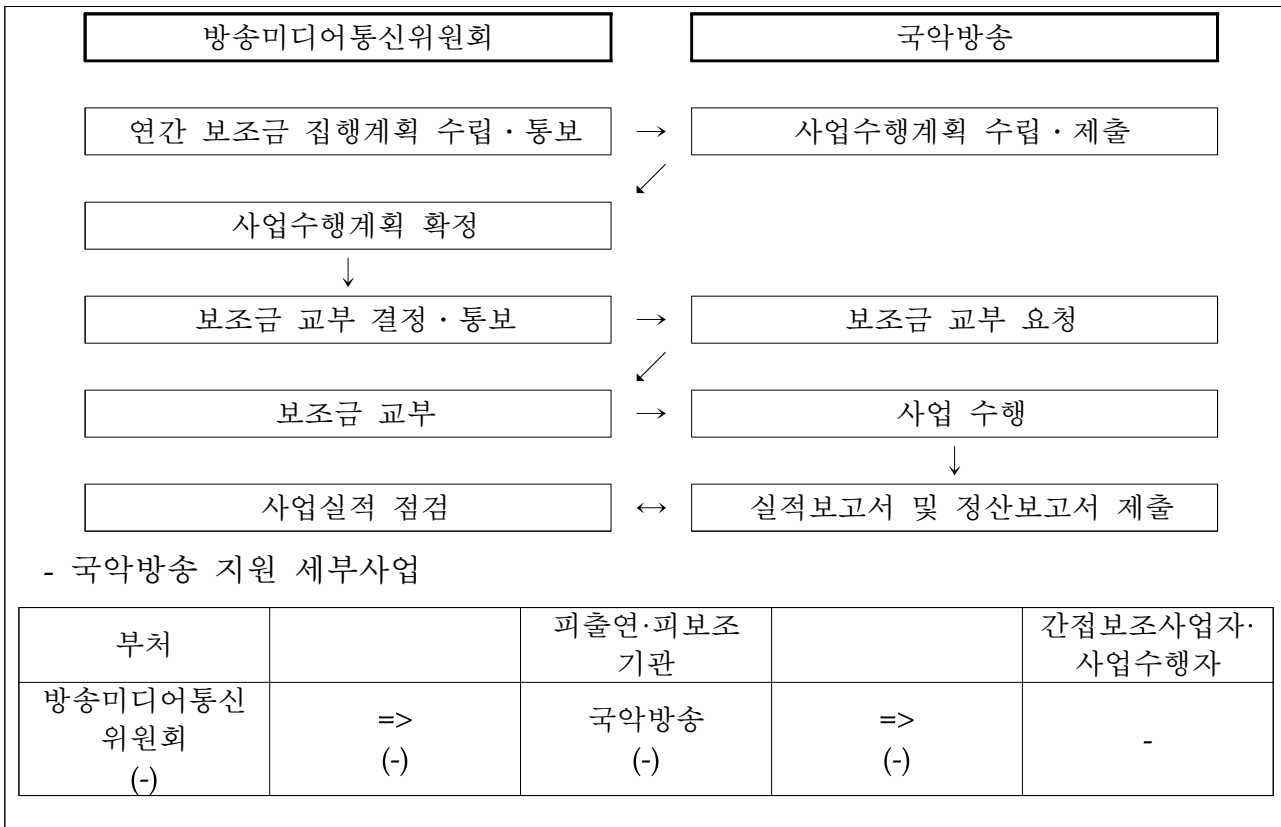 방송미디어통신위원회 국악방송
연간 보조금 집행계획 수립·통보 → 사업수행계획 수립·제출
↙
사업수행계획 확정
↓
보조금 교부 결정·통보 → 보조금 교부 요청
↙
보조금 교부 → 사업 수행
↓
사업실적 점검 ↔ 실적보고서 및 정산보고서 제출
- 국악방송 지원 세부사업
부처 피출연·피보조 기관 간접보조사업자· 사업수행자
방송미디어통신 위원회 (-) => (-) 국악방송 (-) => (-) -